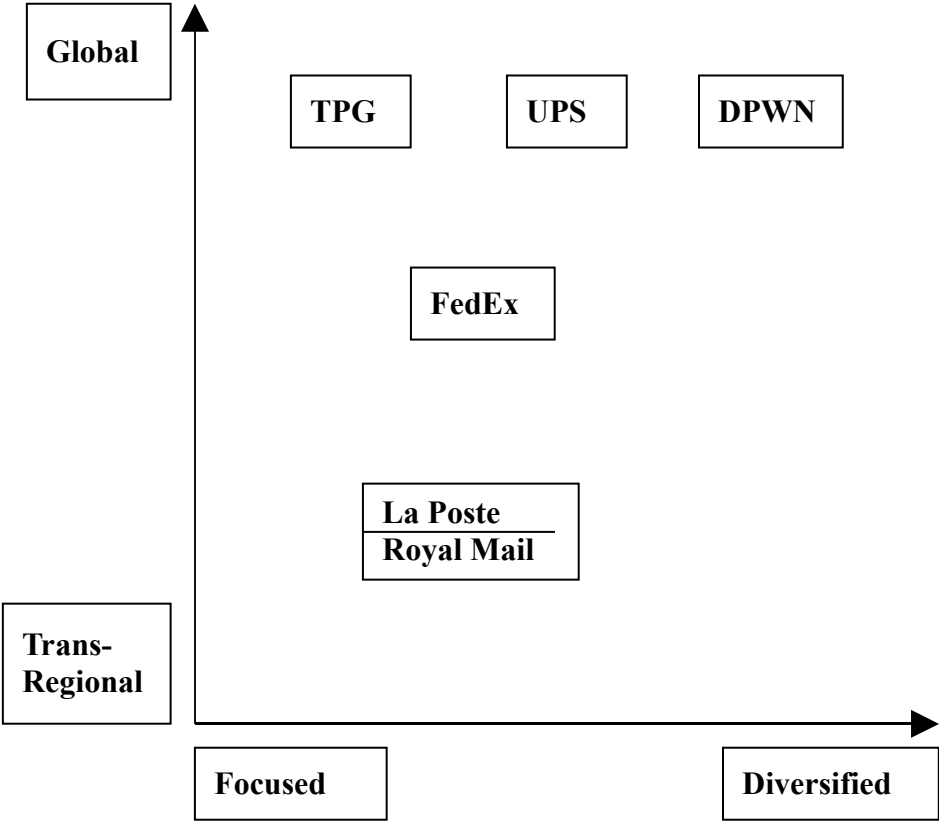 Global
TPG
UPS
DPWN
FedEx
La Poste
Royal Mail
Trans-
Regional
Focused
Diversified